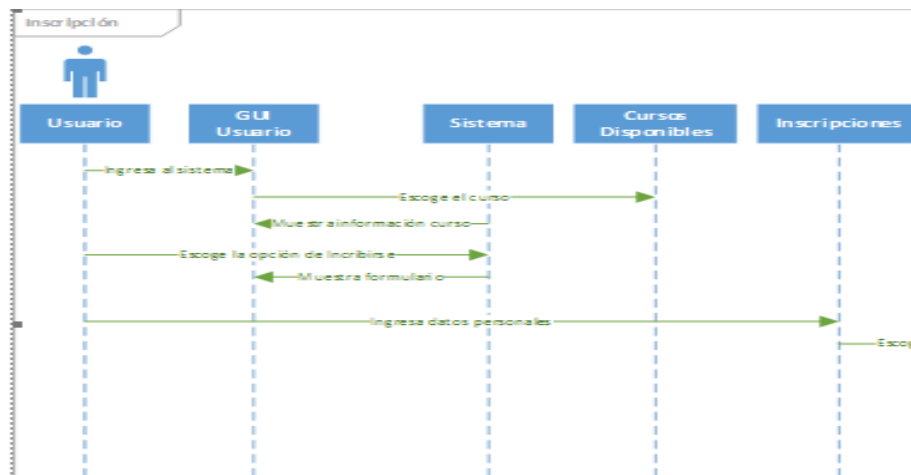 Inscripción
Usuario
GUI
Usuario
Sistema
Cursos
Disponibles
Inscripciones
Ingresa al sistema
Escoge el curso
Muestra información curso
Escoge la opción de Incribirse
Muestra formulario
Ingresa datos personales
Escog